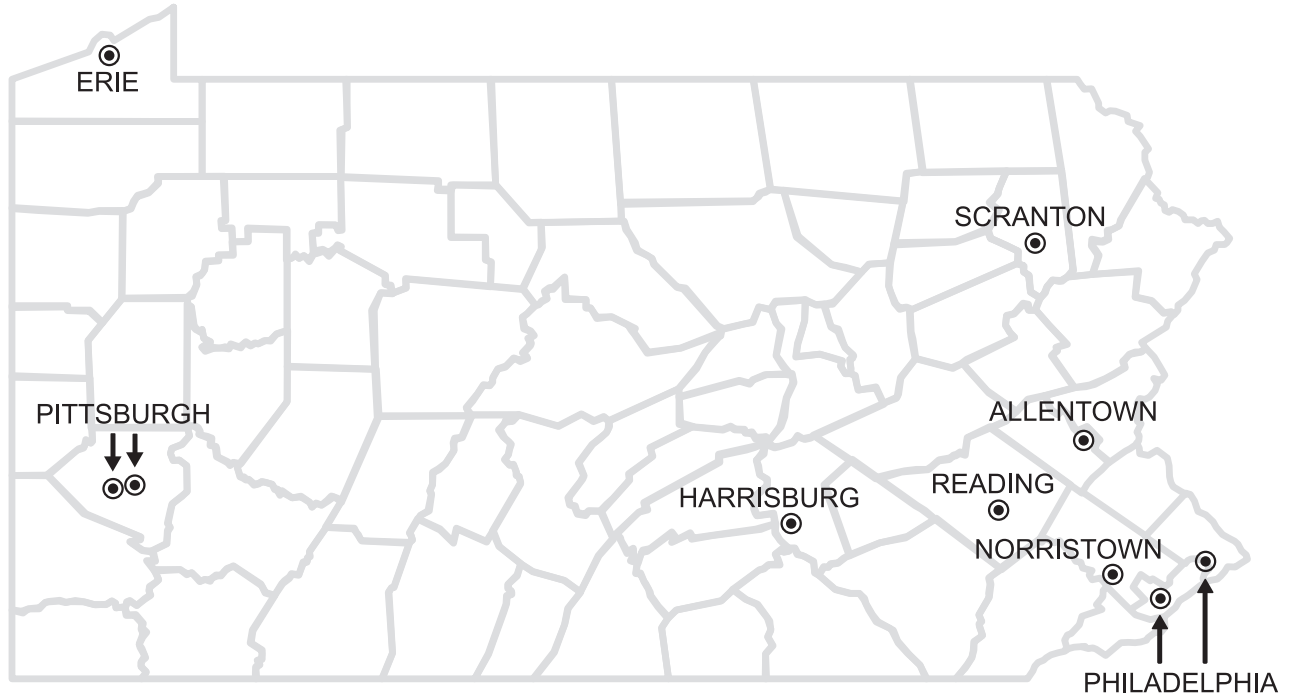 ERIE
SCRANTON
PITTSBURGH
ALLENTOWN
HARRISBURG
READING
NORRISTOWN
PHILADELPHIA